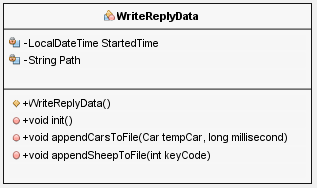 WriteReplyData
-LocalDateTime StartedTime
-String Path
+WriteReplyData()
+void init()
+void appendCarsToFile(Car tempCar, long millisecond)
+void appendSheepToFile(int keyCode)